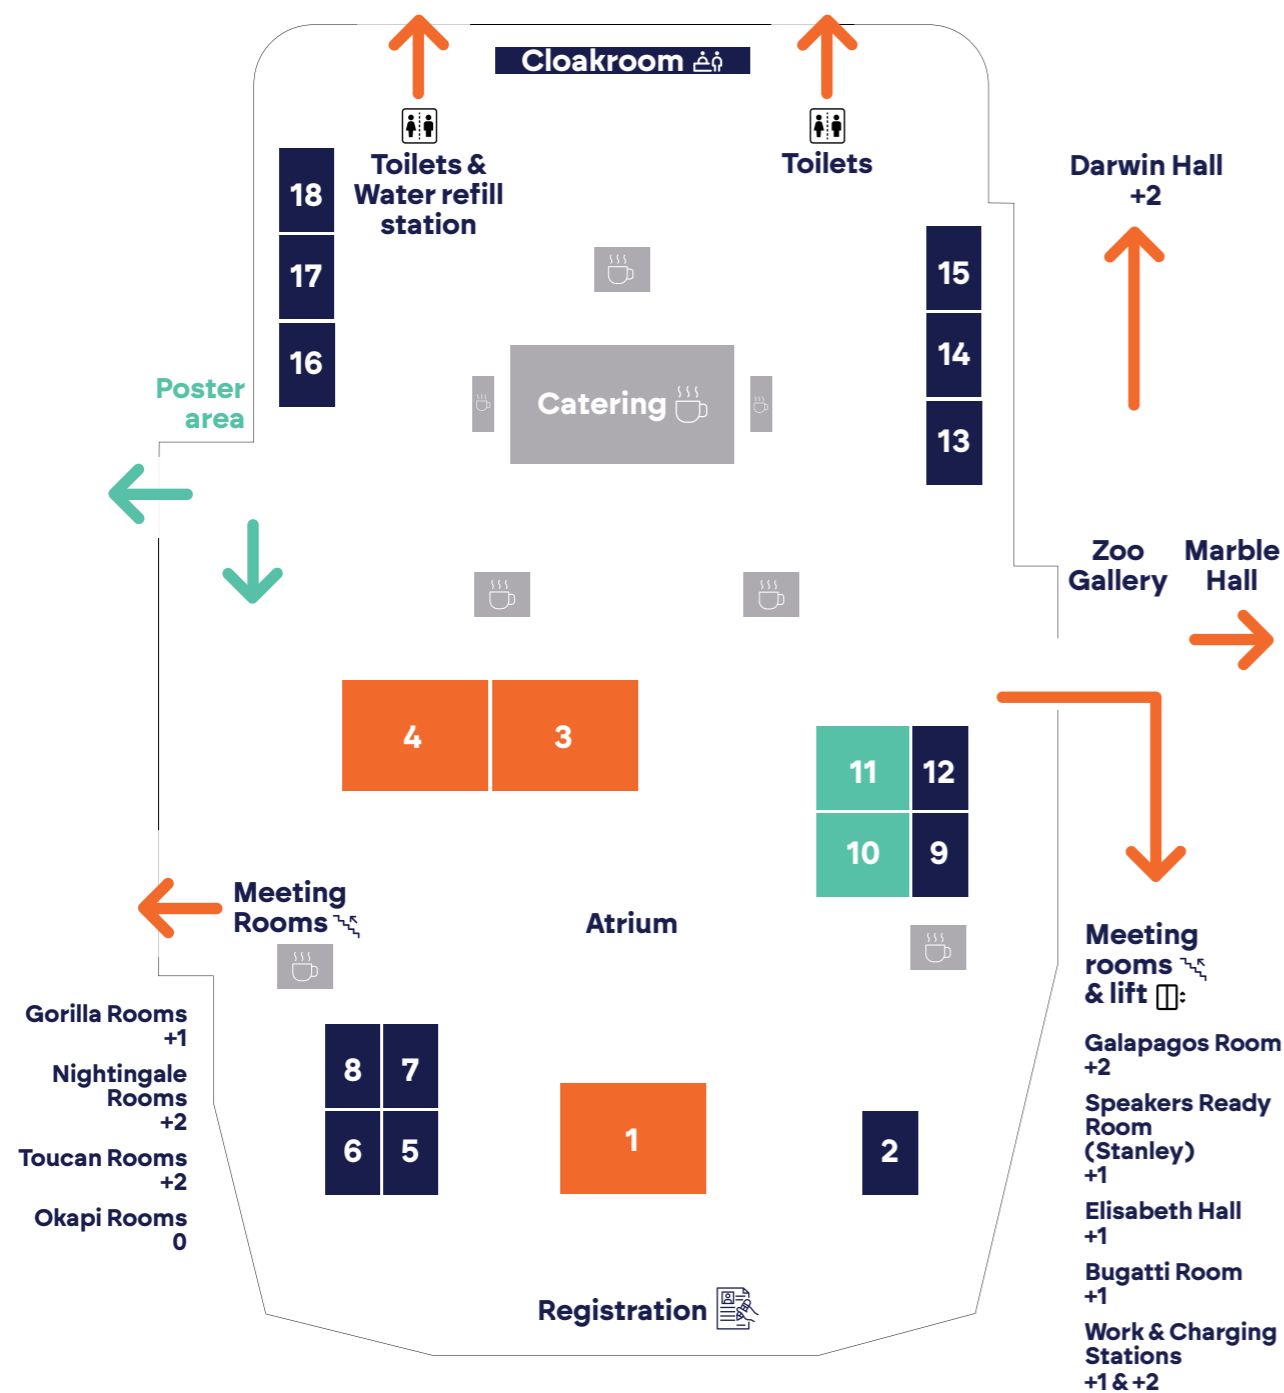 Cloakroom
Toilets &
Water refill
station
Toilets
Darwin Hall
+2
18
17
16
15
14
13
Catering
Poster
area
Zoo
Gallery
Marble
Hall
4
3
11
12
10
9
Meeting
Rooms
Atrium
Meeting
rooms
& lift
Gorilla Rooms
+1
Nightingale
Rooms
+2
Toucan Rooms
+2
Okapi Rooms
0
8
7
6
5
1
2
Galapagos Room
+2
Speakers Ready
Room
(Stanley)
+1
Elisabeth Hall
+1
Bugatti Room
+1
Work & Charging
Stations
+1 & +2
Registration